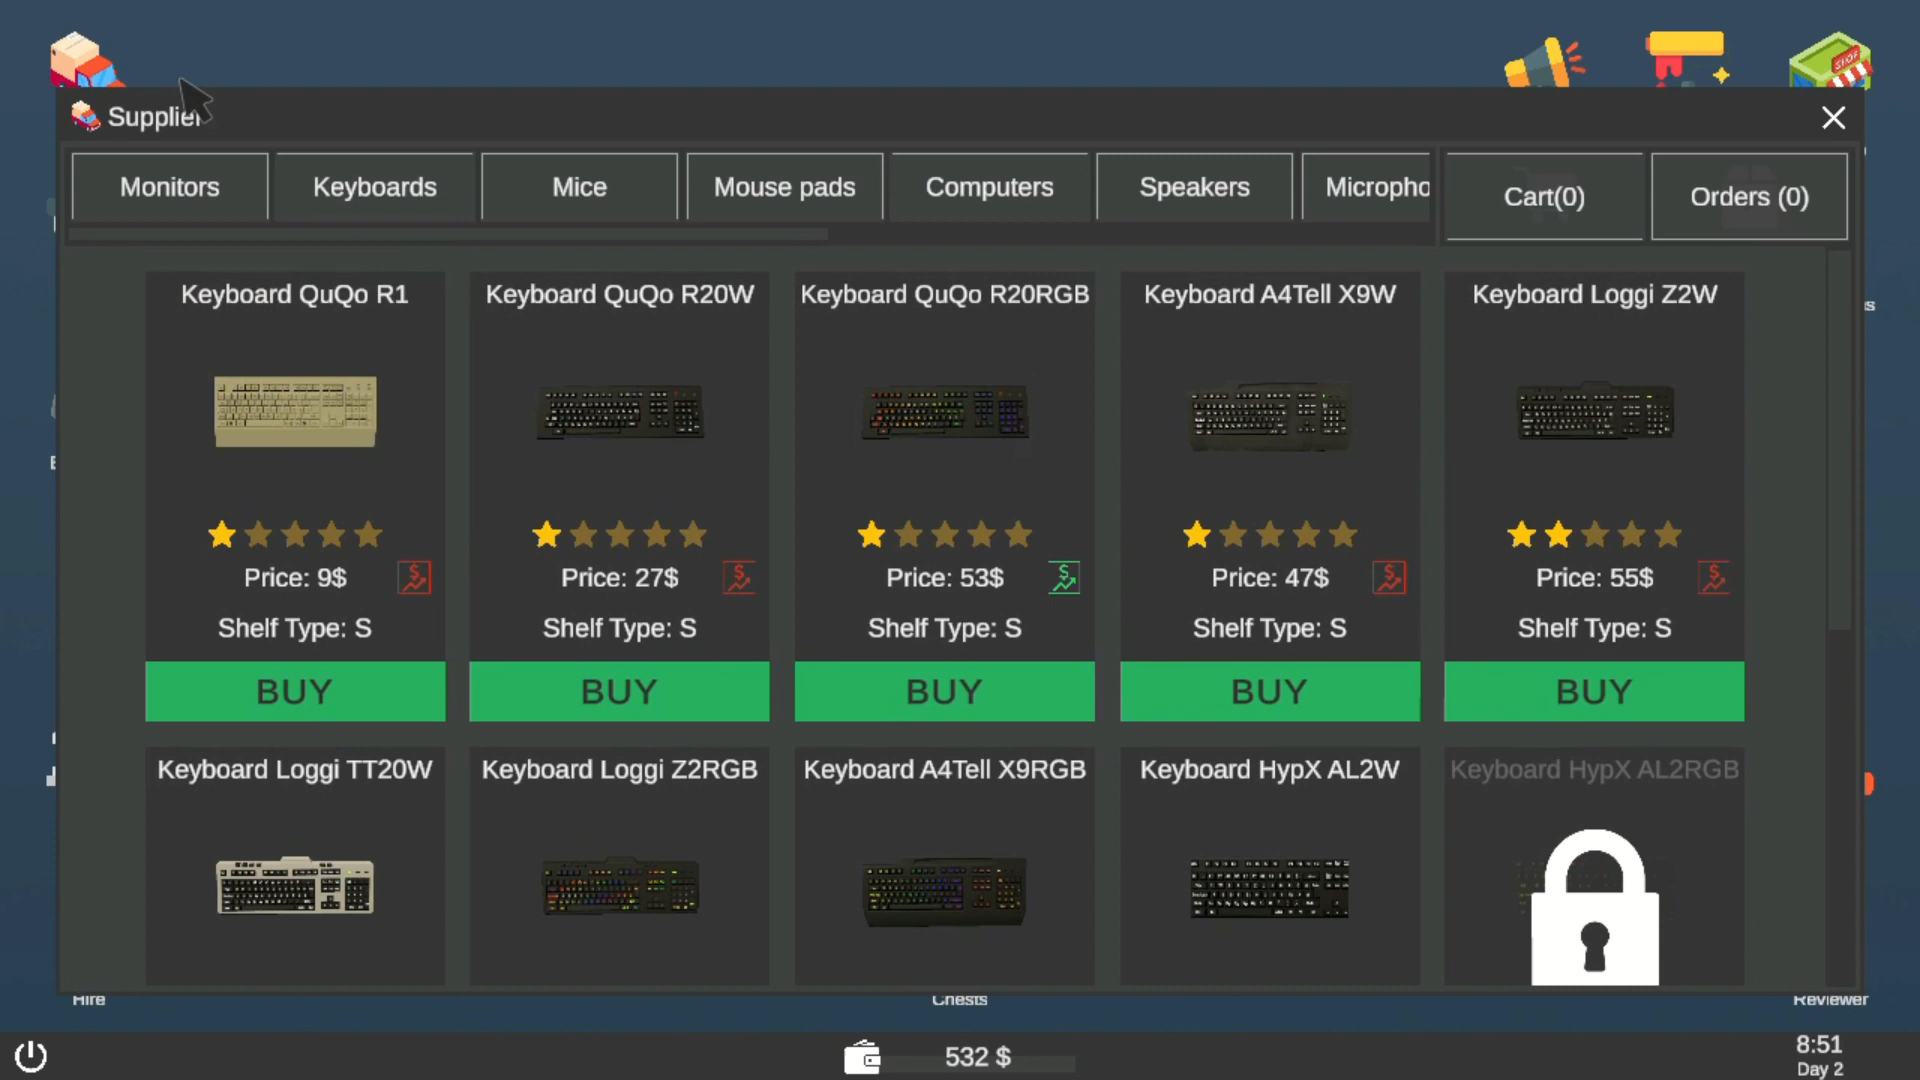 Supplier
Monitors
Keyboards
Mice
Mouse pads
Computers
Speakers
Micropho
Cart(0)
Orders (0)
Keyboard QuQo R1
Keyboard QuQo R20W
Keyboard QuQo R20RGB
Keyboard A4Tell X9W
Keyboard Loggi Z2W
Price: 9$
Price: 27$
Price: 53$
Price: 47$
Price: 55$
Shelf Type: S
Shelf Type: S
Shelf Type: S
Shelf Type: S
Shelf Type: S
BUY
BUY
BUY
BUY
BUY
Keyboard Loggi TT20W
Keyboard Loggi Z2RGB
Keyboard A4Tell X9RGB
Keyboard HypX AL2W
Keyboard HypX AL2RGB
Hire
Chests
Reviewer
532 $
8:51
Day 2